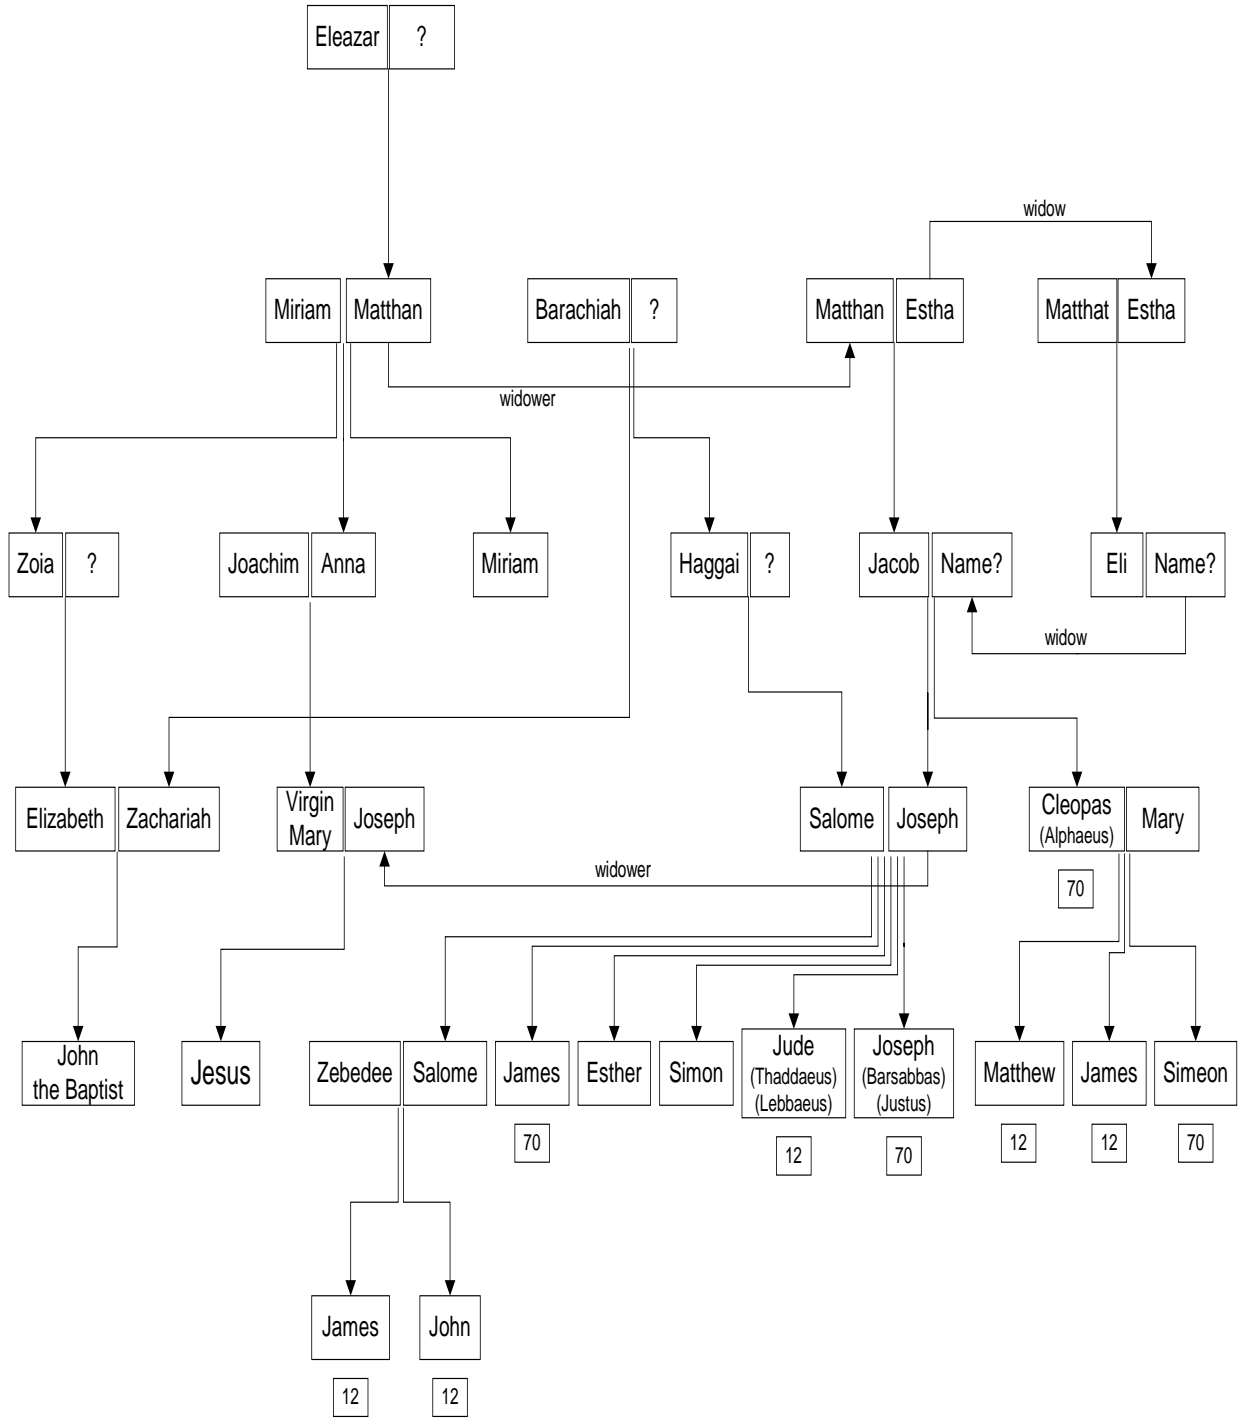 Eleazar ?
widow
Miriam Matthan Barachiah ? Matthan Estha Matthat Estha
widower
Zoia ? Joachim Anna Miriam Haggai ? Jacob Name? Eli Name?
widow
Elizabeth Zachariah Virgin
Mary Joseph Salome Joseph Cleopas
(Alphaeus) Mary
widower
70
John
the Baptist Jesus Zebedee Salome James Esther Simon Jude
(Thaddaeus)
(Lebbaeus) Joseph
(Barsabbas)
(Justus) Matthew James Simeon
70 12 70 12 12 70
James John
12 12